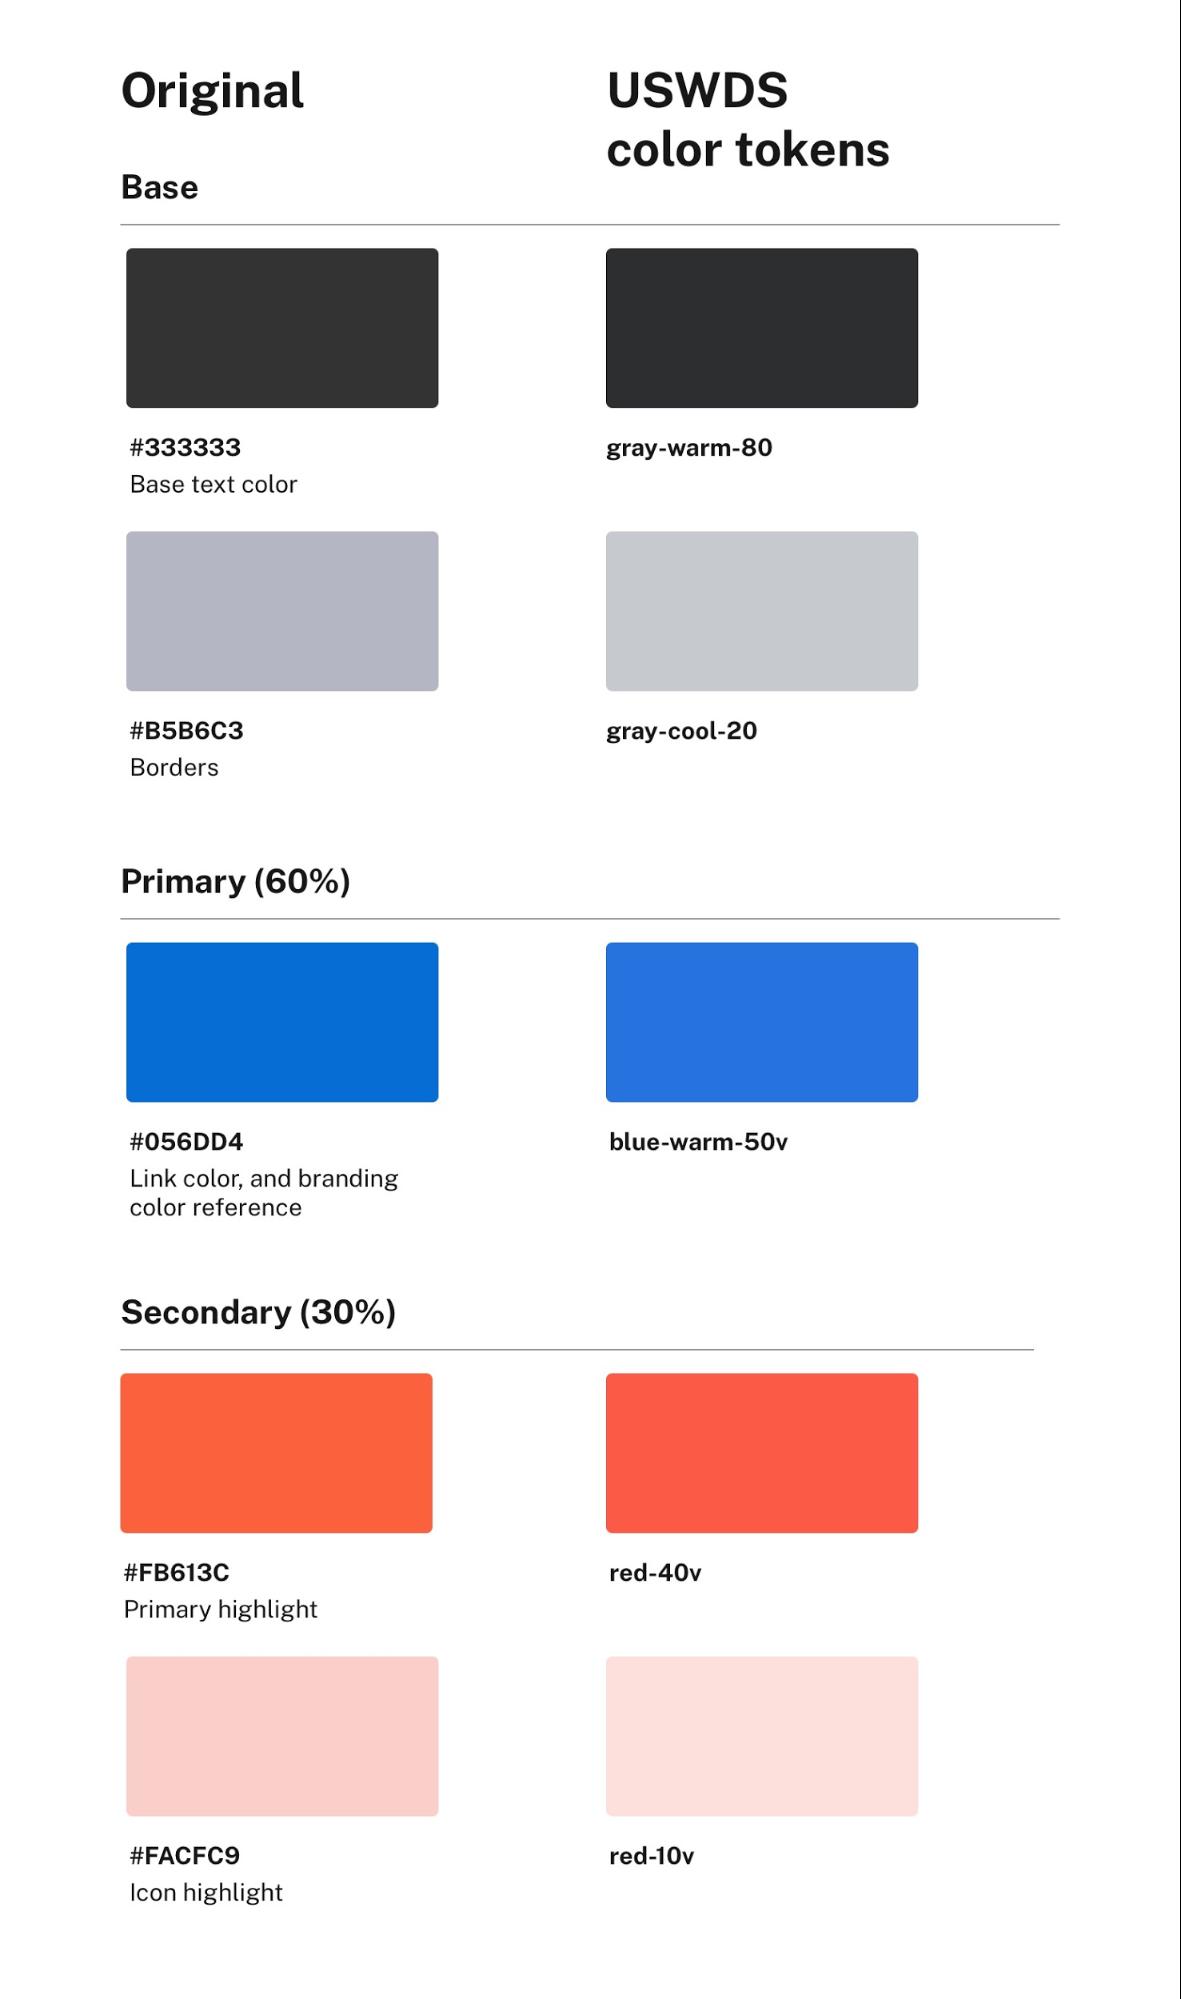 Original
USWDS
color tokens
Base
#333333
Base text color
gray-warm-80
#B5B6C3
Borders
gray-cool-20
Primary (60%)
#056DD4
Link color, and branding
color reference
blue-warm-50v
Secondary (30%)
#FB613C
Primary highlight
red-40v
#FACFC9
Icon highlight
red-10v